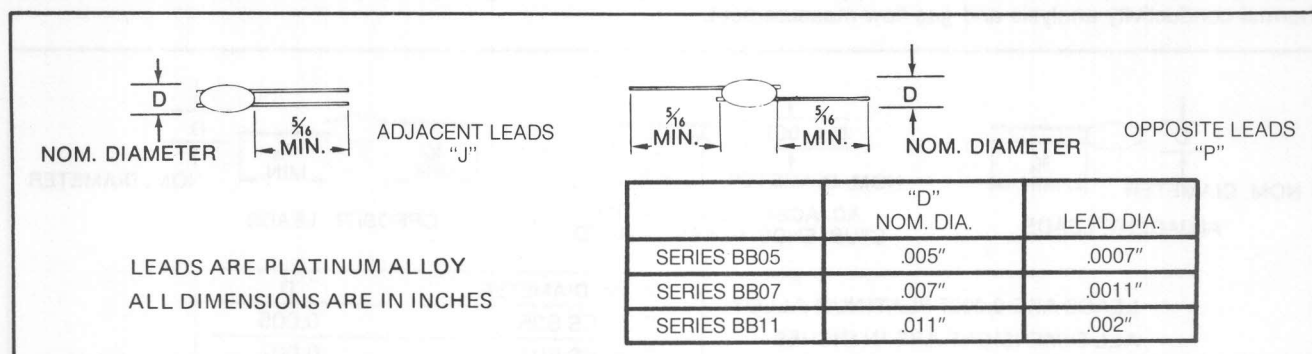 D
NOM. DIAMETER
5/16
MIN.
ADJACENT LEADS
"J"
5/16
MIN.
5/16
MIN.
D
NOM. DIAMETER
OPPOSITE LEADS
"P"
LEADS ARE PLATINUM ALLOY
ALL DIMENSIONS ARE IN INCHES
"D"
NOM. DIA. LEAD DIA.
SERIES BB05 .005" .0007"
SERIES BB07 .007" .0011"
SERIES BB11 .011" .002"